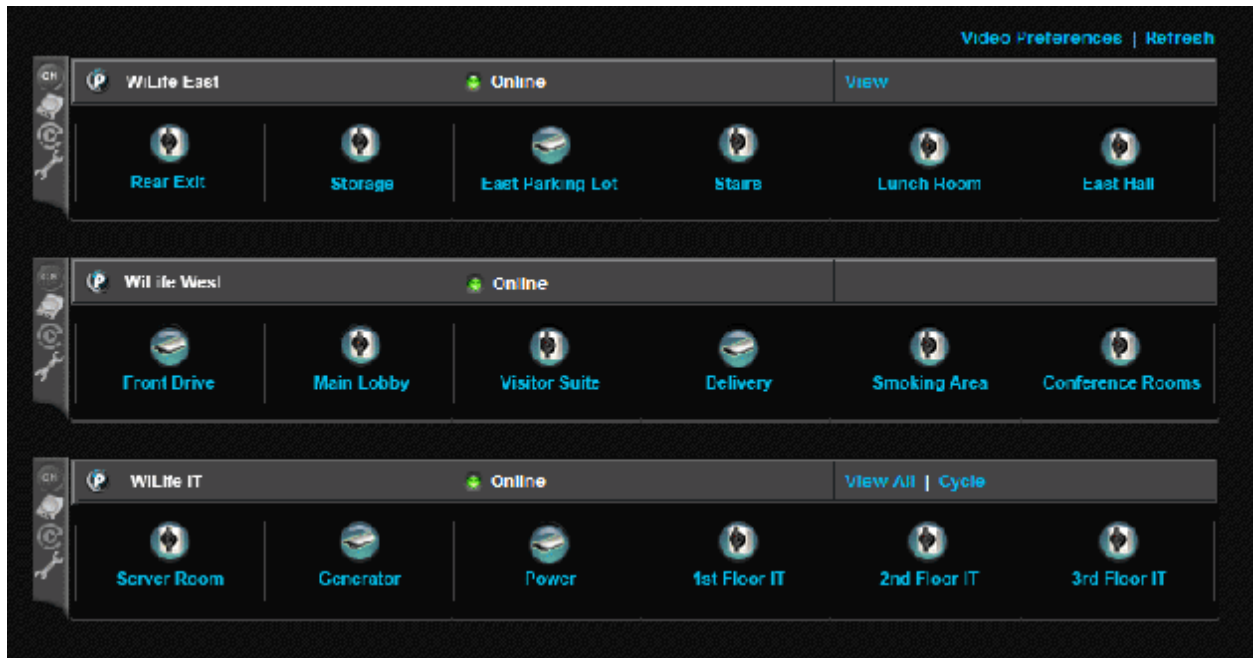 Video Preferences | Refresh
CH
P WiLife East Online View
Rear Exit Storage East Parking Lot Stairs Lunch Room East Hall
P WiLife West Online
Front Drive Main Lobby Visitor Suite Delivery Smoking Area Conference Rooms
CH
P WiLife IT Online View All | Cycle
Server Room Generator Power 1st Floor IT 2nd Floor IT 3rd Floor IT